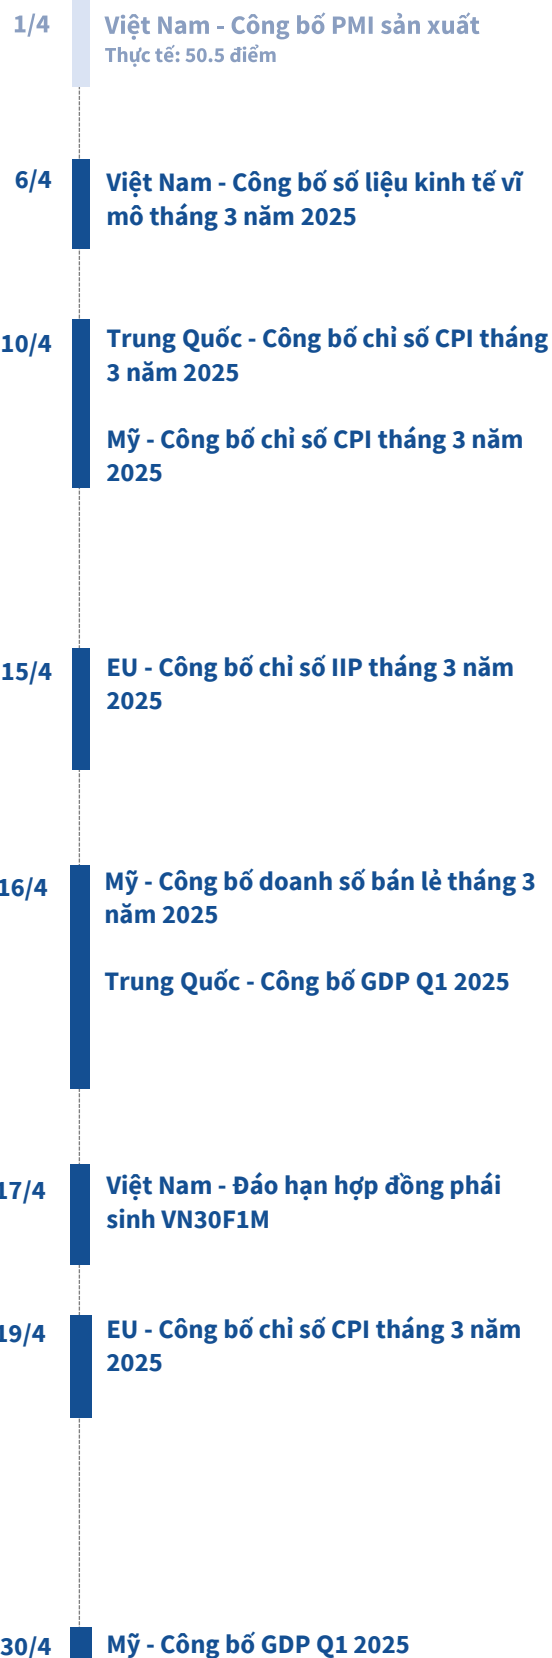 1/4
Việt Nam - Công bố PMI sản xuất
Thực tế: 50.5 điểm
6/4
Việt Nam - Công bố số liệu kinh tế vĩ
mô tháng 3 năm 2025
10/4
Trung Quốc - Công bố chỉ số CPI tháng
3 năm 2025
Mỹ - Công bố chỉ số CPI tháng 3 năm
2025
15/4
EU - Công bố chỉ số IIP tháng 3 năm
2025
16/4
Mỹ - Công bố doanh số bán lẻ tháng 3
năm 2025
Trung Quốc - Công bố GDP Q1 2025
17/4
Việt Nam - Đáo hạn hợp đồng phái
sinh VN30F1M
19/4
EU - Công bố chỉ số CPI tháng 3 năm
2025
30/4
Mỹ - Công bố GDP Q1 2025